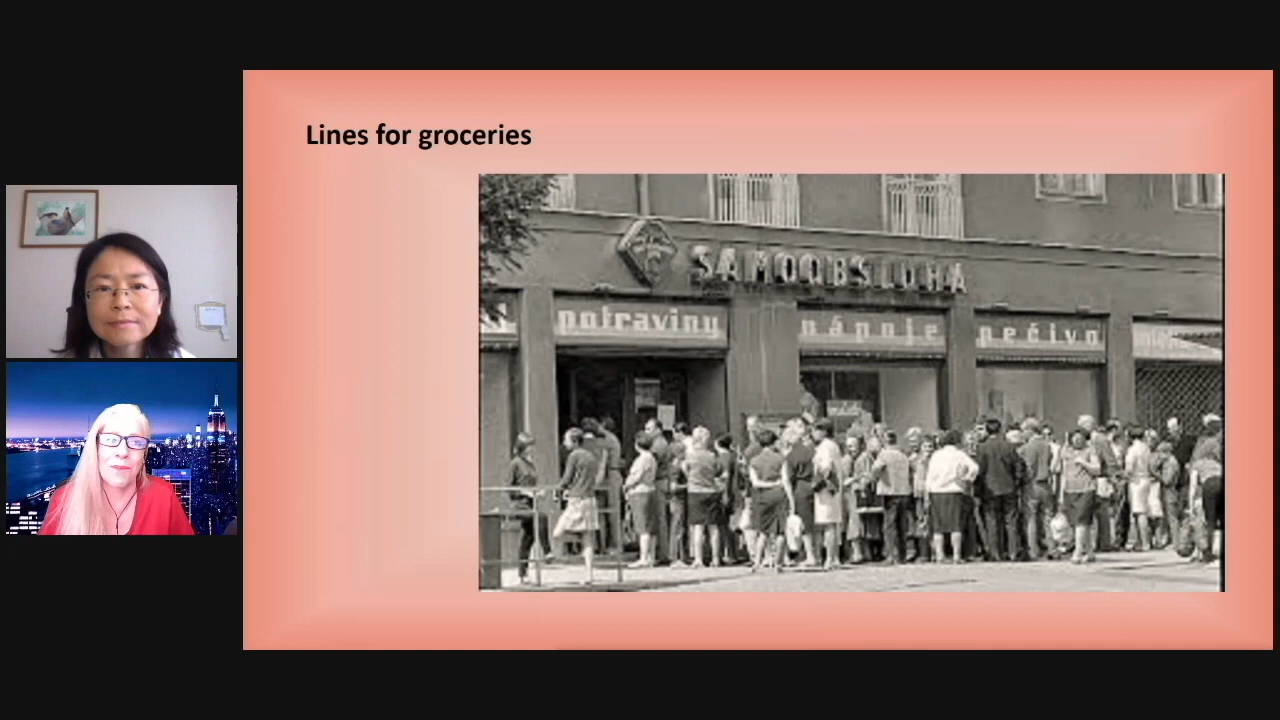 Lines for groceries
SAMOOBSLUHA
potraviny
nápoje
pečivo